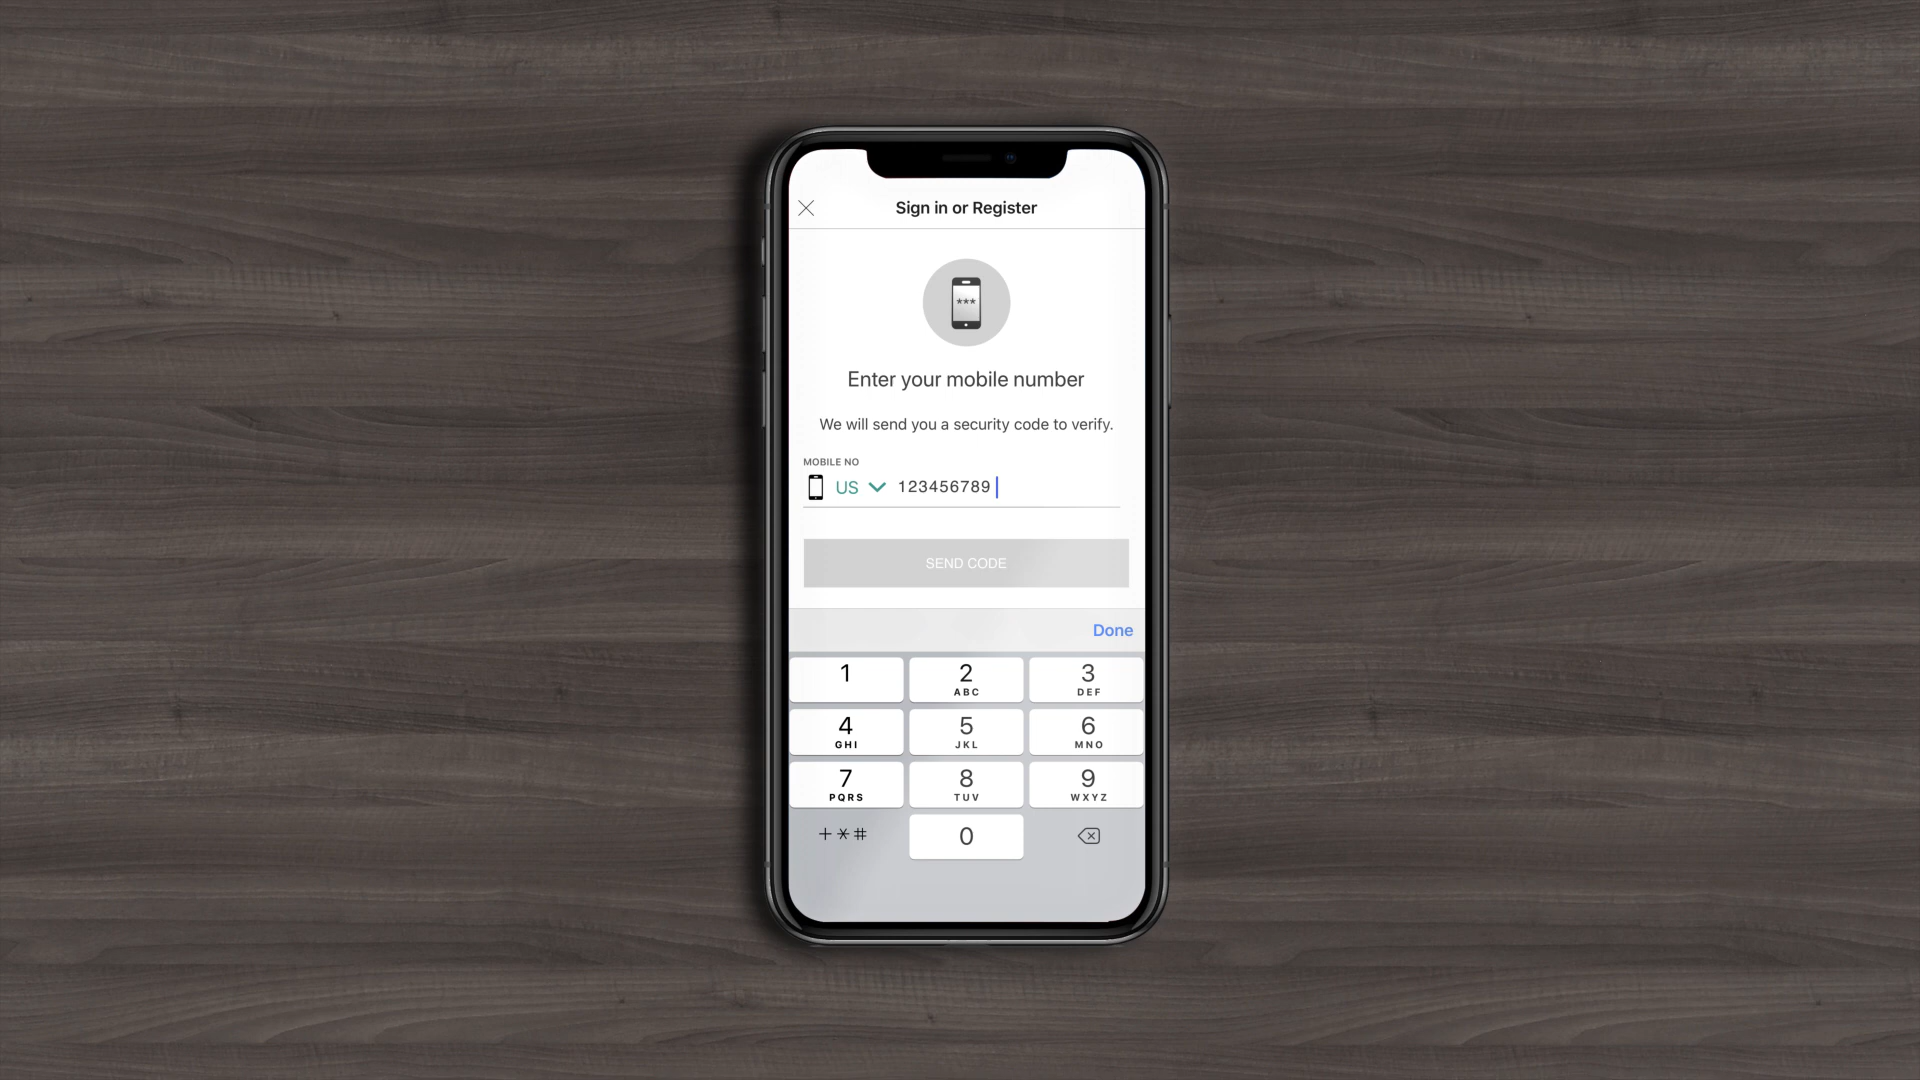 Sign in or Register
***
Enter your mobile number
We will send you a security code to verify.
MOBILE NO
US 123456789
SEND CODE
Done
1 2 3
ABC DEF
4 5 6
GHI JKL MNO
7 8 9
PQRS TUV WXYZ
+*# 0